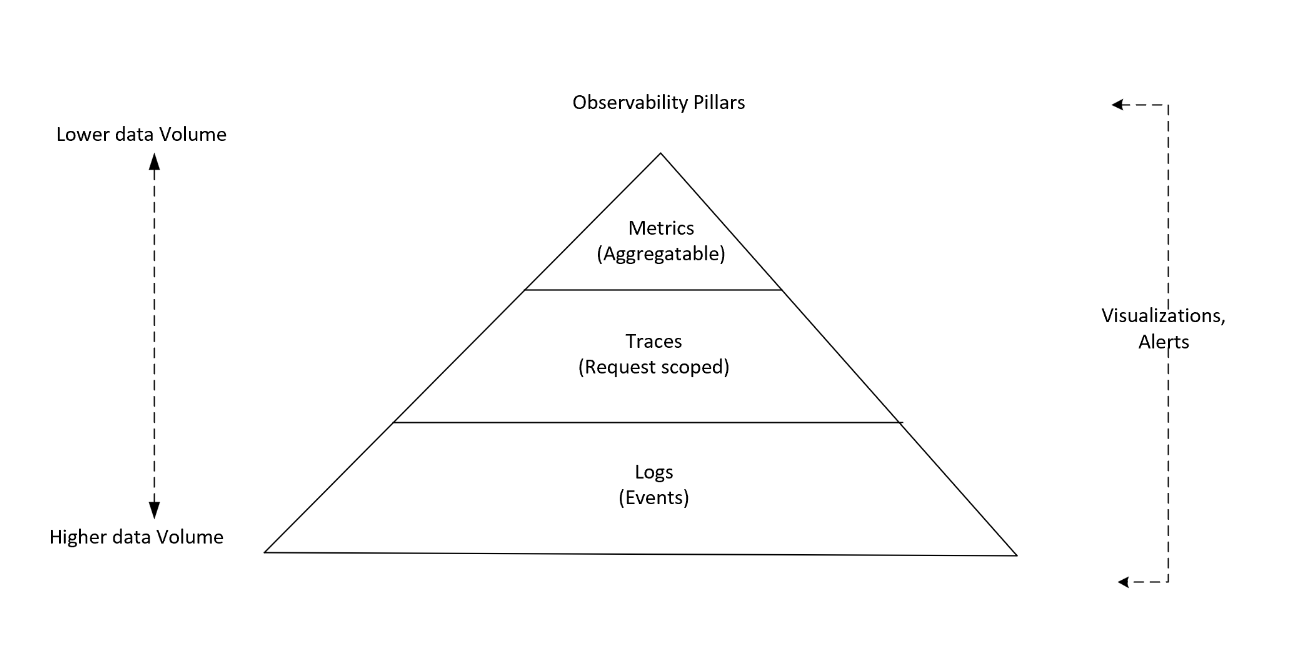 Observability Pillars
Lower data Volume
Metrics
(Aggregatable)
Visualizations,
Alerts
Traces
(Request scoped)
Logs
(Events)
Higher data Volume